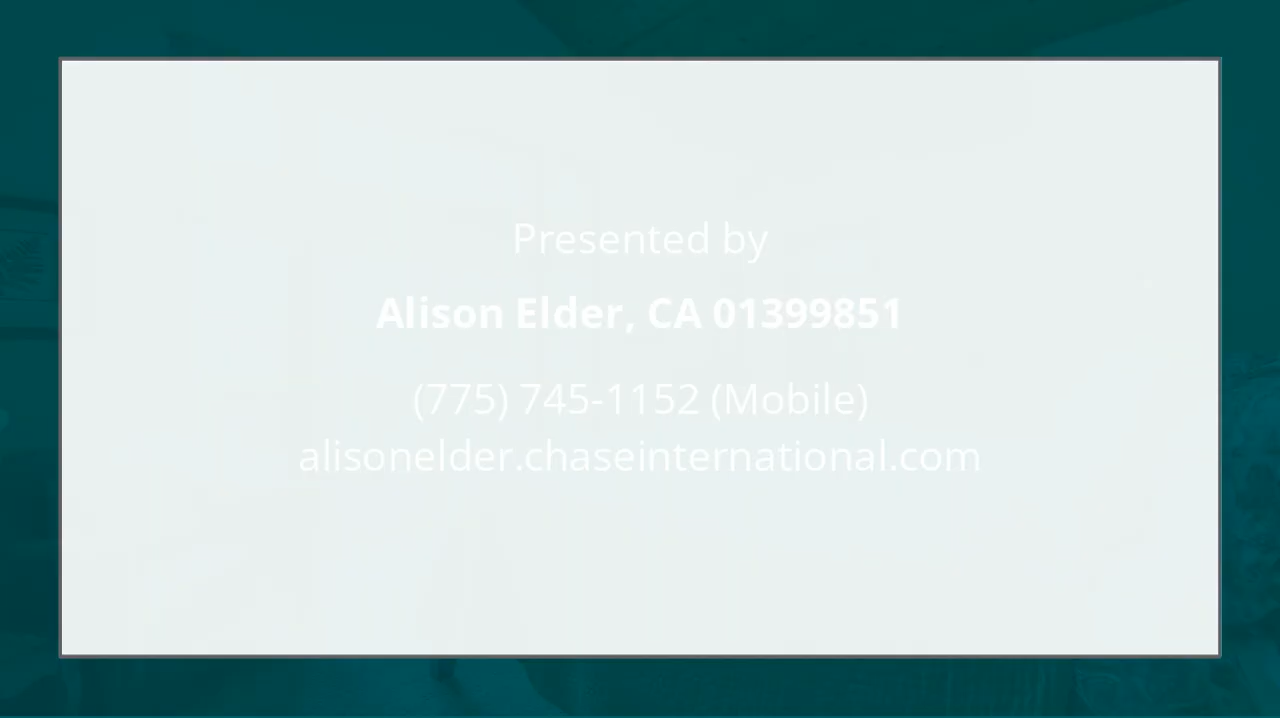 Presented by
Alison Elder, CA 01399851
(775) 745-1152 (Mobile)
alisonelder.chaseinternational.com